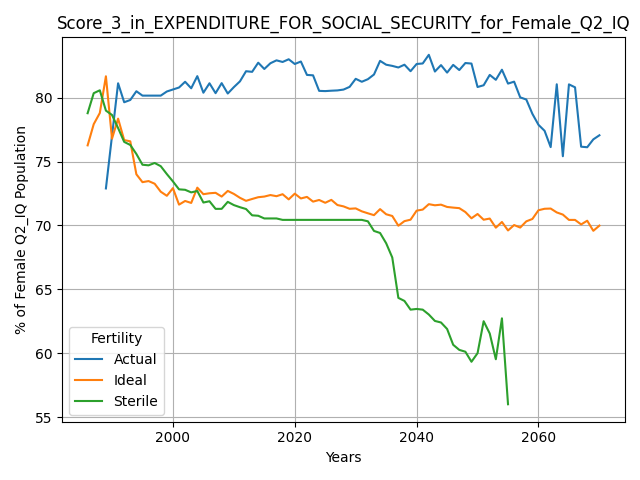 Score_3_in_EXPENDITURE_FOR_SOCIAL_SECURITY_for_Female_Q2_IQ
% of Female Q2_IQ Population
80
75
70
65
60
55
Fertility
Actual
Ideal
Sterile
2000 2020 2040 2060
Years